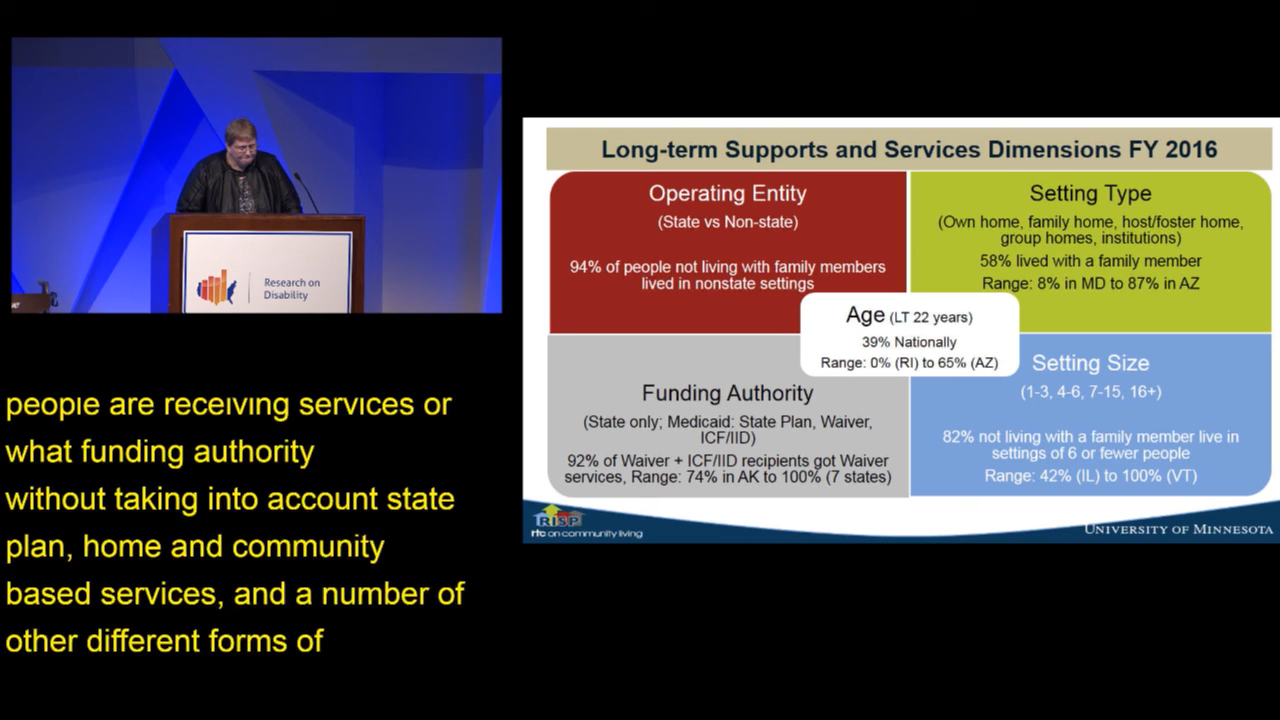 Research on
Disability
people are receiving services or
what funding authority
without taking into account state
plan, home and community
based services, and a number of
other different forms of
Long-term Supports and Services Dimensions FY 2016
Operating Entity
(State vs Non-state)
94% of people not living with family members
lived in nonstate settings
Setting Type
(Own home, family home, host/foster home,
group homes, institutions)
58% lived with a family member
Range: 8% in MD to 87% in AZ
Age (LT 22 years)
39% Nationally
Range: 0% (RI) to 65% (AZ)
Funding Authority
(State only; Medicaid: State Plan, Waiver,
ICF/IID)
92% of Waiver + ICF/IID recipients got Waiver
services, Range: 74% in AK to 100% (7 states)
Setting Size
(1-3, 4-6, 7-15, 16+)
82% not living with a family member live in
settings of 6 or fewer people
Range: 42% (IL) to 100% (VT)
RISP
rtc on community living
UNIVERSITY OF MINNESOTA